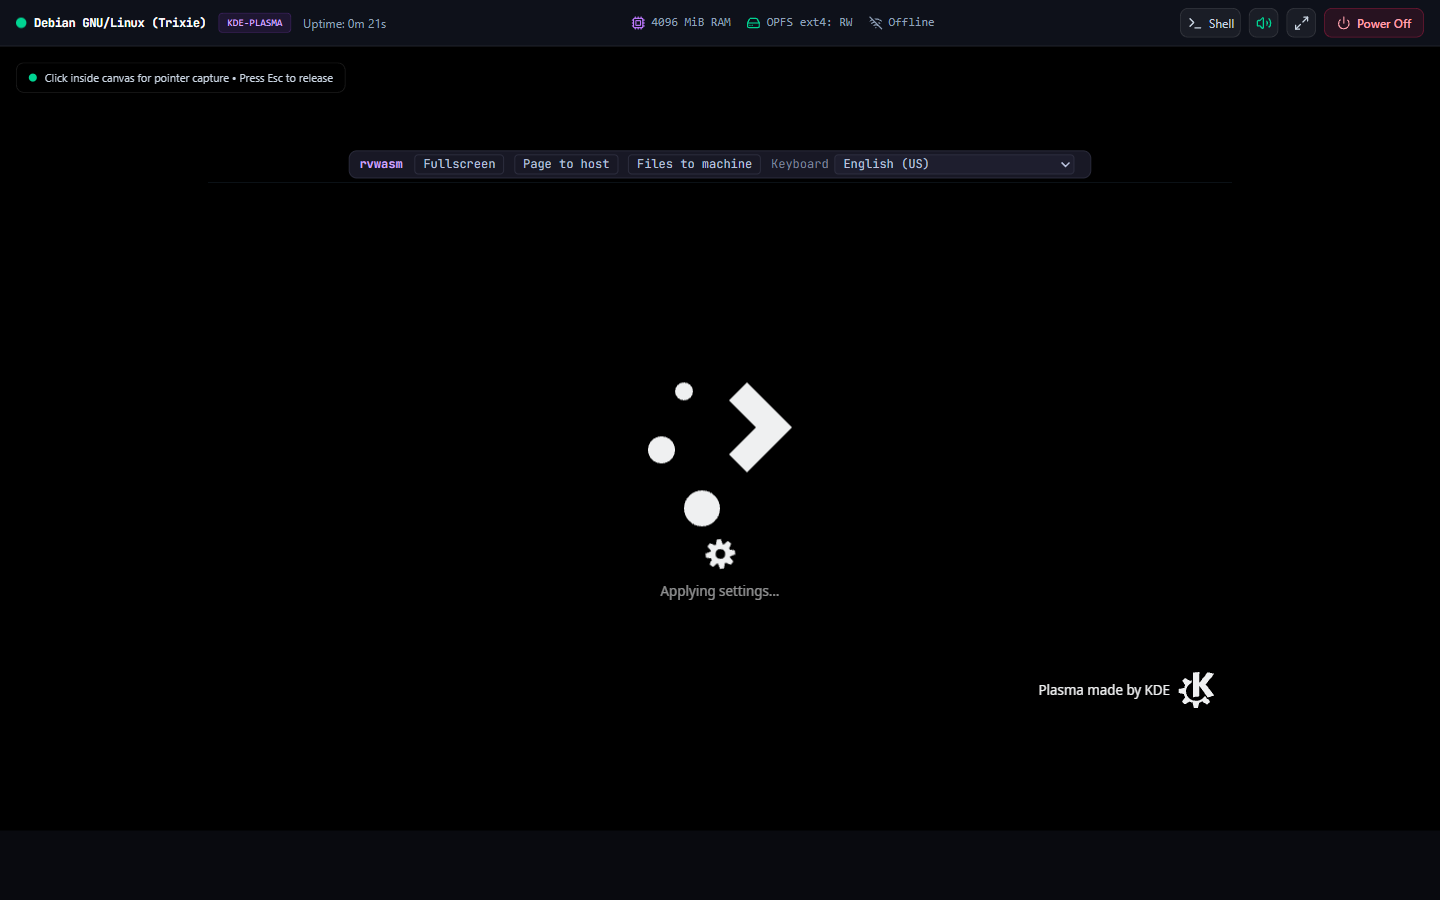 Debian GNU/Linux (Trixie) KDE-PLASMA Uptime: 0m 21s 4096 MiB RAM OPFS ext4: RW Offline Shell Power Off
Click inside canvas for pointer capture • Press Esc to release
rvwasm Fullscreen Page to host Files to machine Keyboard English (US)
Applying settings...
Plasma made by KDE